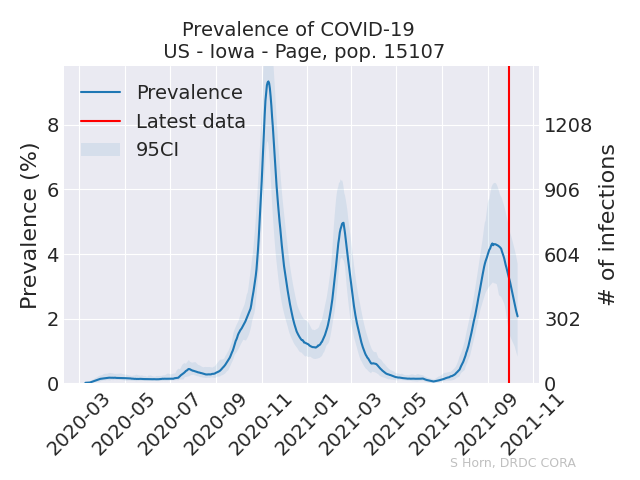 Prevalence of COVID-19
US - Iowa - Page, pop. 15107
Prevalence
Latest data
95CI
Prevalence (%)
8
6
4
2
0
1208
906
604
302
0
# of infections
2020-03
2020-05
2020-07
2020-09
2020-11
2021-01
2021-03
2021-05
2021-07
2021-09
2021-11
S Horn, DRDC CORA